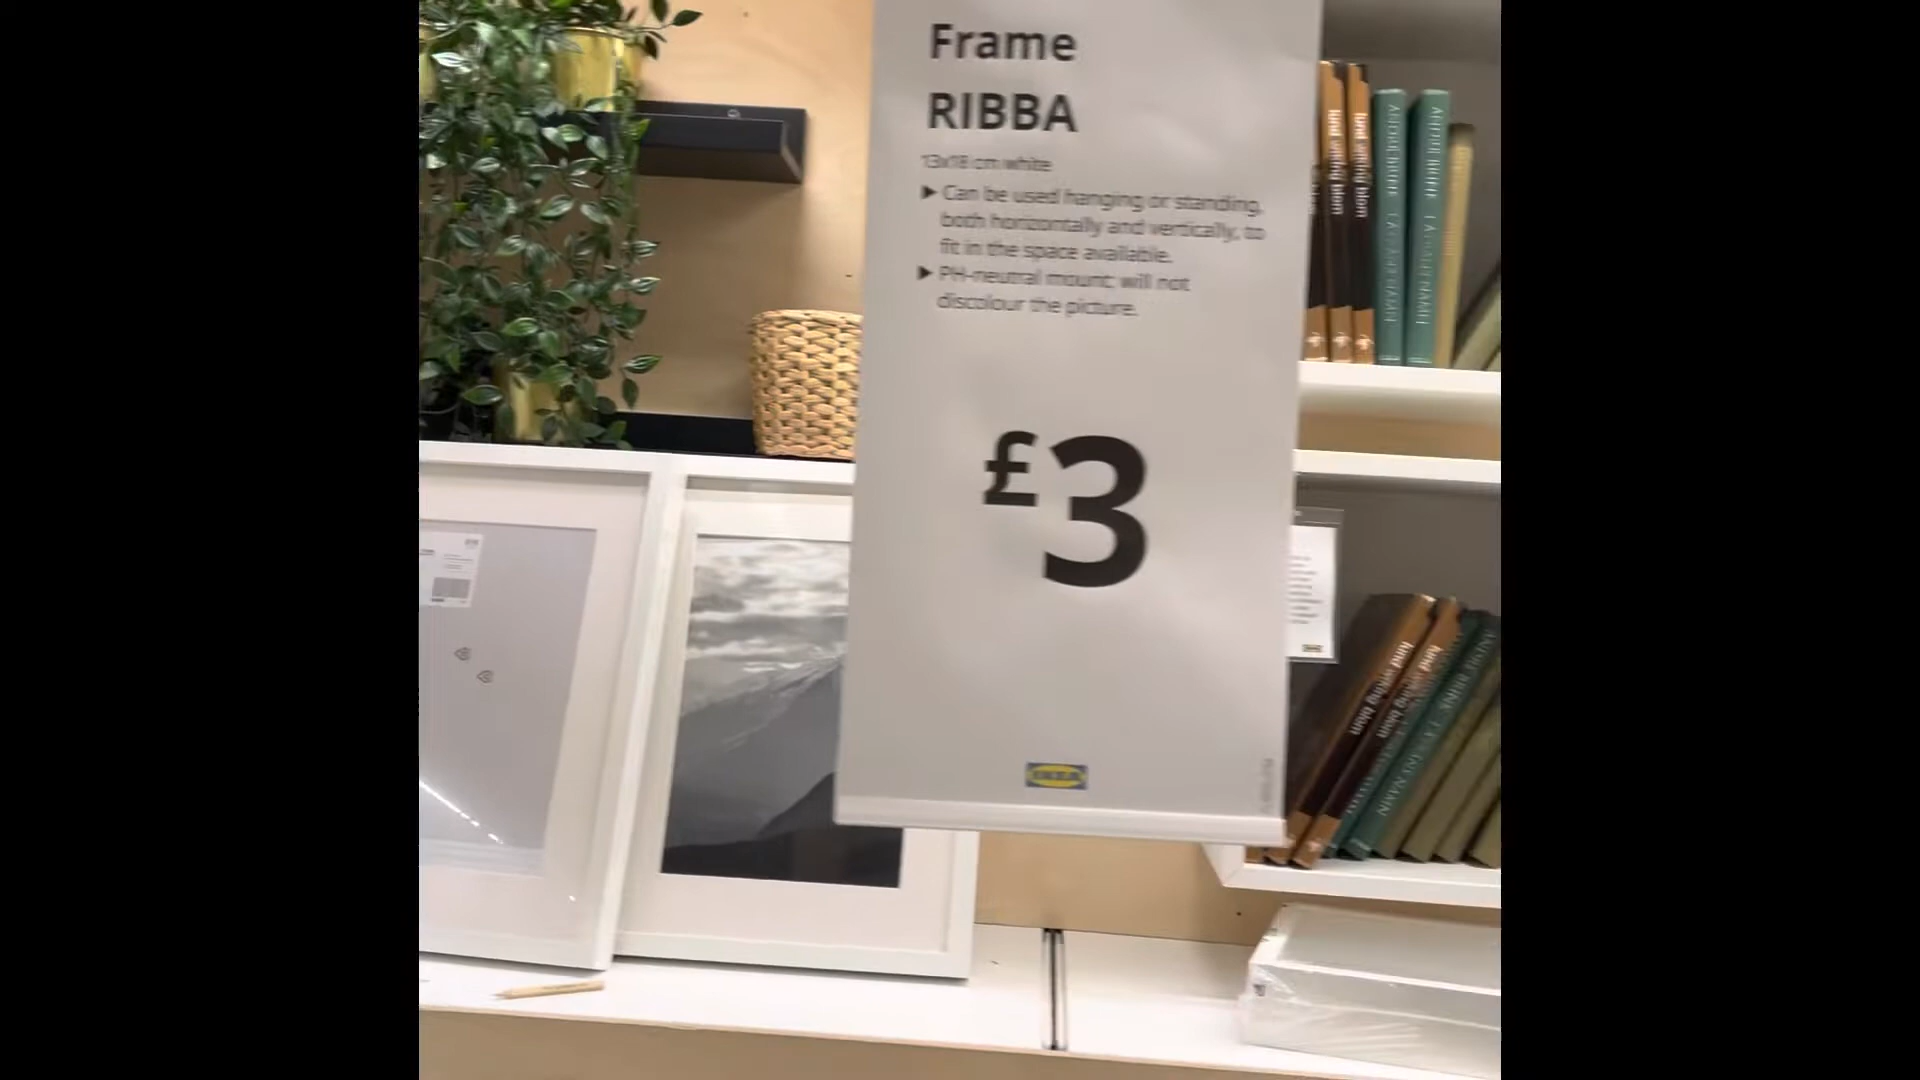 Frame
RIBBA
13x18 cm white
▶ Can be used hanging or standing,
both horizontally and vertically, to
fit in the space available.
▶ PH-neutral mount; will not
discolour the picture.
£3
IKEA